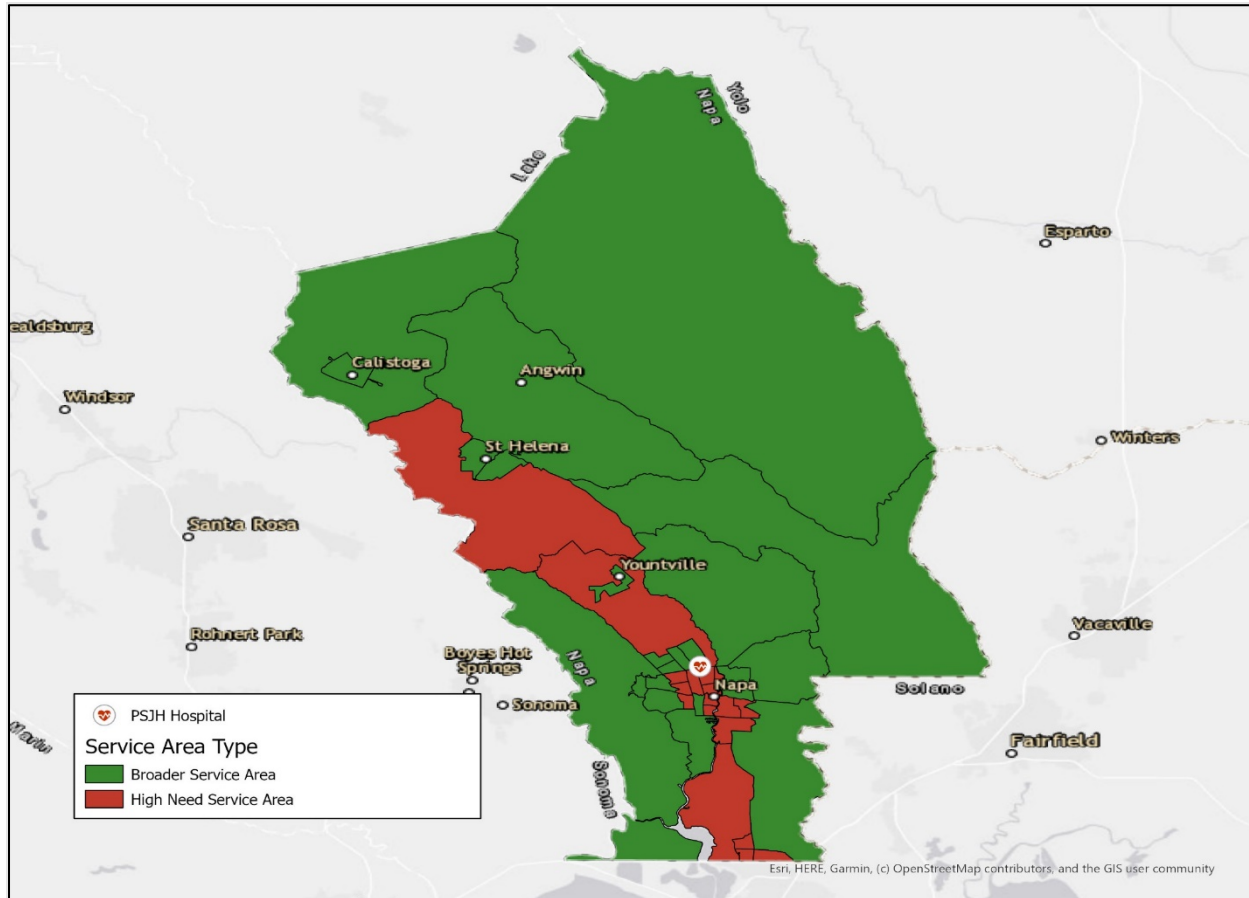 Yolo
Napa
Lake
Esparto
ealdsburg
Calistoga
Angwin
Windsor
Winters
St Helena
Santa Rosa
Yountville
Vacaville
Rohnert Park
Boyes Hot
Springs
Napa
Napa
Solano
Sonoma
PSJH Hospital
Marin
Service Area Type
Fairfield
Broader Service Area
Sonoma
High Need Service Area
Esri, HERE, Garmin, (c) OpenStreetMap contributors, and the GIS user community